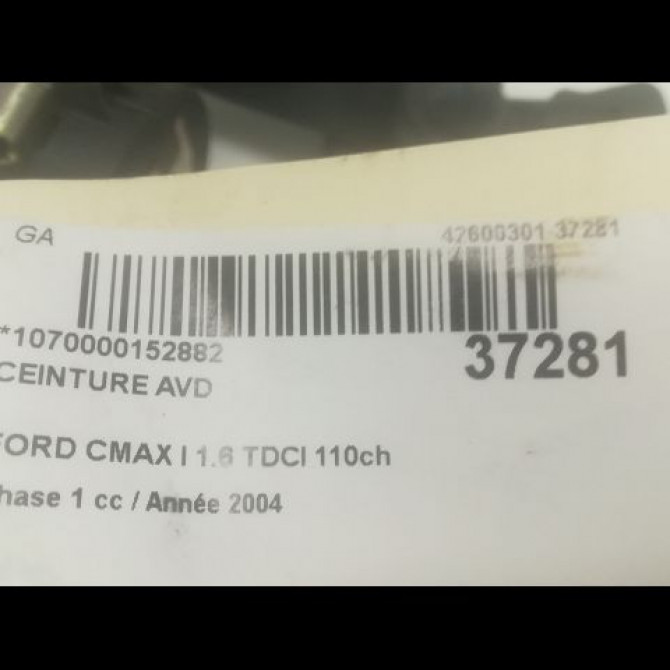 GA 42600301 37281
*1070000152882 37281
CEINTURE AVD
FORD CMAX I 1.6 TDCI 110ch
hase 1 cc / Année 2004